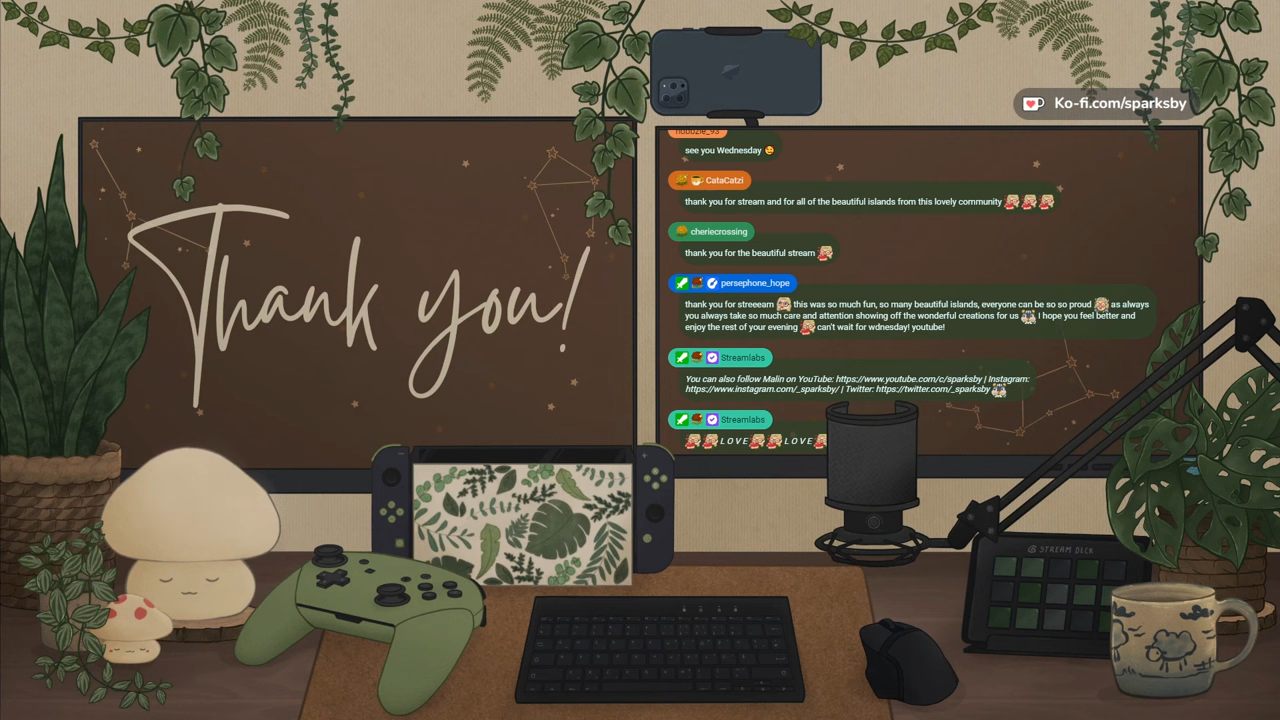 Ko-fi.com/sparksby
Thank you!
noobzie_93
see you Wednesday
CataCatzi
thank you for stream and for all of the beautiful islands from this lovely community
cheriecrossing
thank you for the beautiful stream
persephone_hope
thank you for streeeam this was so much fun, so many beautiful islands, everyone can be so so proud as always
you always take so much care and attention showing off the wonderful creations for us I hope you feel better and
enjoy the rest of your evening can't wait for wdnesday! youtube!
Streamlabs
You can also follow Malin on YouTube: https://www.youtube.com/c/sparksby | Instagram:
https://www.instagram.com/_sparksby/ | Twitter: https://twitter.com/_sparksby
Streamlabs
L O V E L O V E
STREAM DECK